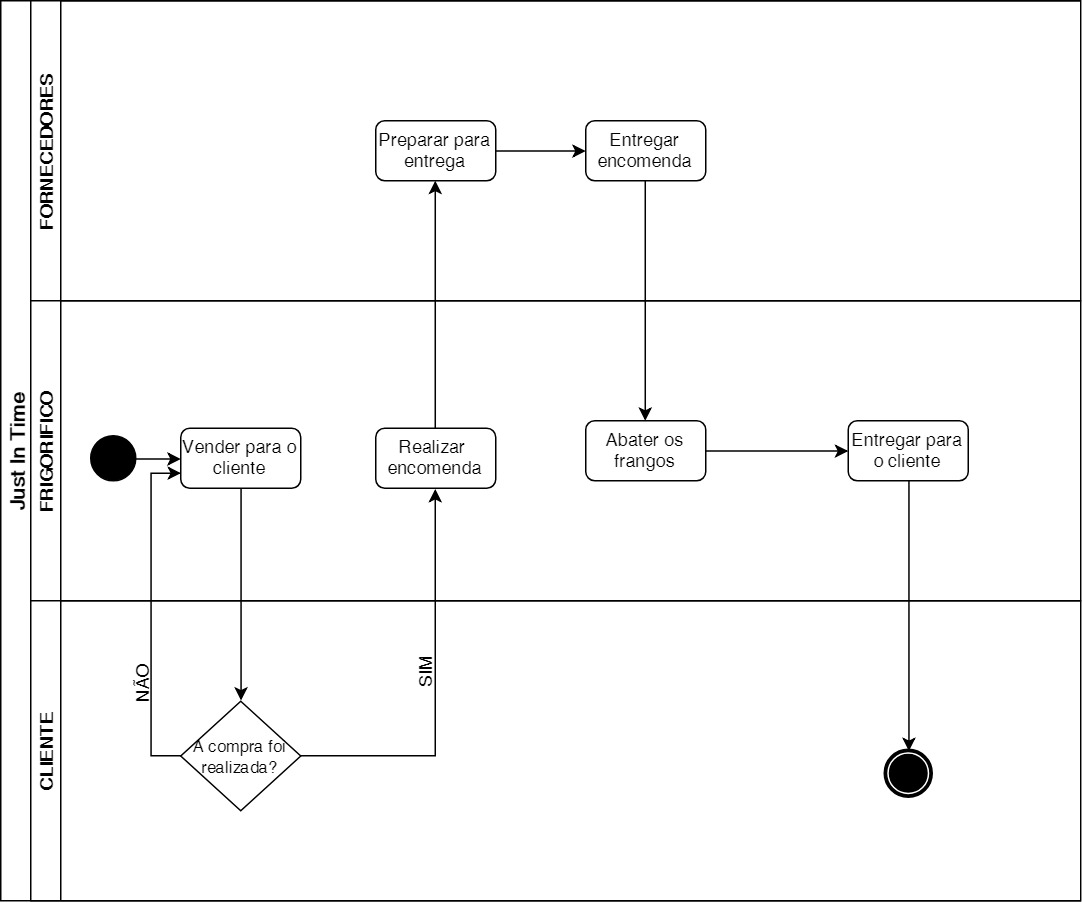 Just In Time
FORNECEDORES
Preparar para
entrega
Entregar
encomenda
FRIGORIFICO
Vender para o
cliente
Realizar
encomenda
Abater os
frangos
Entregar para
o cliente
CLIENTE
NÃO
A compra foi
realizada?
SIM